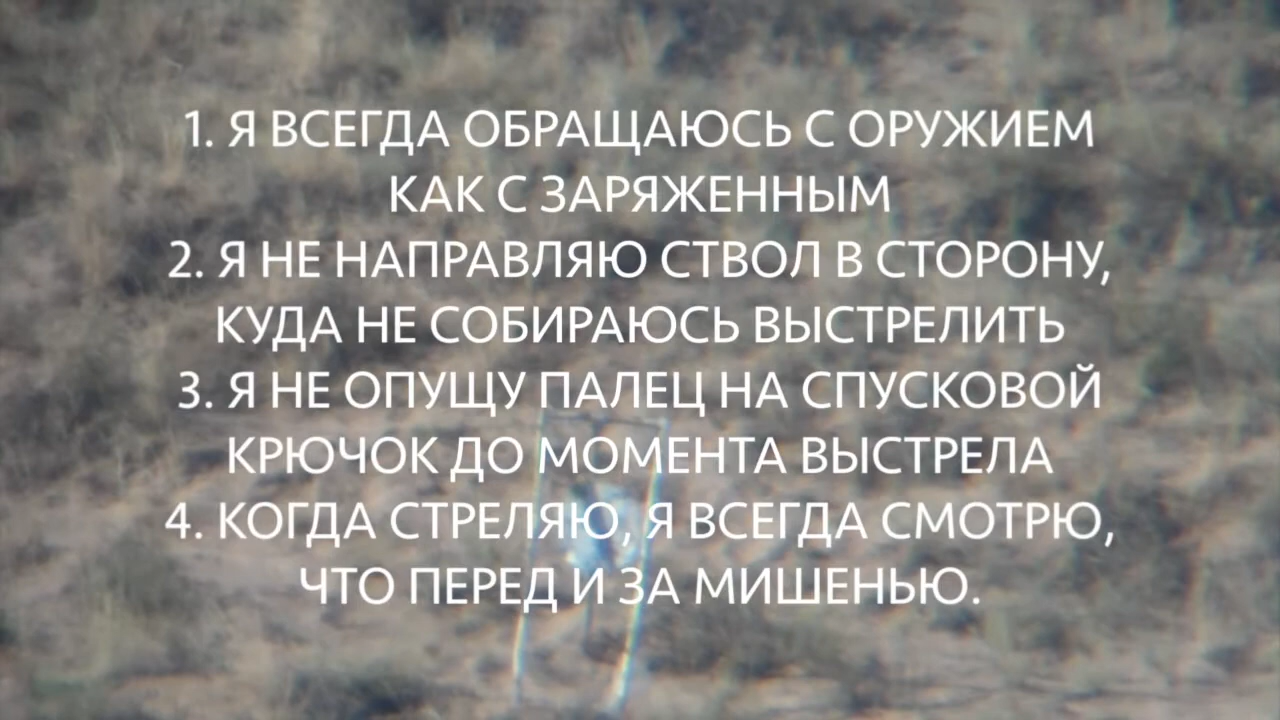 1. Я ВСЕГДА ОБРАЩАЮСЬ С ОРУЖИЕМ
КАК С ЗАРЯЖЕННЫМ
2. Я НЕ НАПРАВЛЯЮ СТВОЛ В СТОРОНУ,
КУДА НЕ СОБИРАЮСЬ ВЫСТРЕЛИТЬ
3. Я НЕ ОПУЩУ ПАЛЕЦ НА СПУСКОВОЙ
КРЮЧОК ДО МОМЕНТА ВЫСТРЕЛА
4. КОГДА СТРЕЛЯЮ, Я ВСЕГДА СМОТРЮ,
ЧТО ПЕРЕД И ЗА МИШЕНЬЮ.